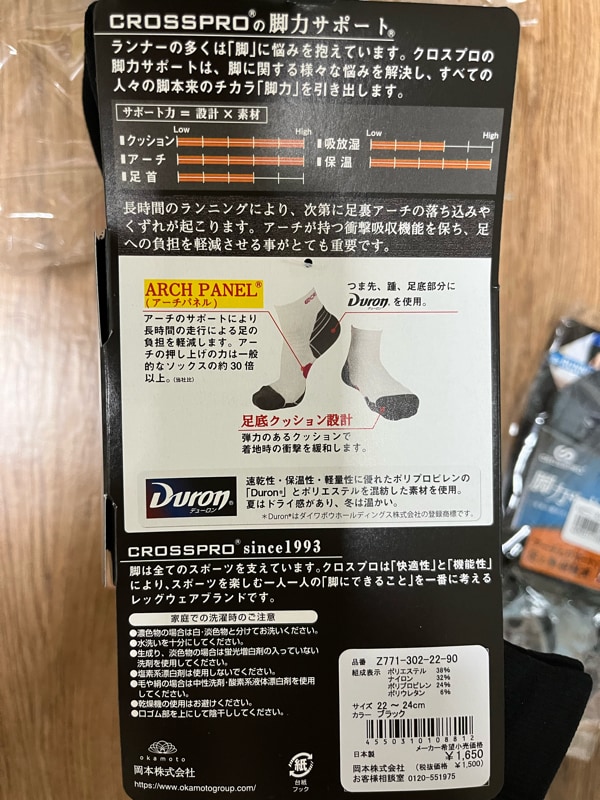 CROSSPRO®の脚力サポート®
ランナーの多くは「脚」に悩みを抱えています。クロスプロの
脚力サポートは、脚に関する様々な悩みを解決し、すべての
人々の脚本来のチカラ「脚力」を引き出します。
サポート力 = 設計 × 素材
Low High
クッション
アーチ
足首
Low High
吸放湿
保温
長時間のランニングにより、次第に足裏アーチの落ち込みや
くずれが起こります。アーチが持つ衝撃吸収機能を保ち、足
への負担を軽減させる事がとても重要です。
ARCH PANEL®
(アーチパネル)
アーチのサポートにより
長時間の走行による足の
負担を軽減します。アー
チの押し上げの力は一般
的なソックスの約30倍
以上。(当社比)
つま先、踵、足底部分に
Duron®を使用。
デューロン
足底クッション設計
弾力のあるクッションで
着地時の衝撃を緩和します。
Duron®
デューロン
速乾性・保温性・軽量性に優れたポリプロピレンの
「Duron®」とポリエステルを混紡した素材を使用。
夏はドライ感があり、冬は温かい。
＊Duron®はダイワボウホールディングス株式会社の登録商標です。
CROSSPRO® since1993
脚は全てのスポーツを支えています。クロスプロは「快適性」と「機能性」
により、スポーツを楽しむ一人一人の「脚にできること」を一番に考える
レッグウェアブランドです。
家庭での洗濯時のご注意
●濃色物の場合は白・淡色物と分けてお洗いください。
●水洗いを十分にしてください。
●生成り、淡色物の場合は蛍光増白剤の入っていない
洗剤を使用してください。
●塩素系漂白剤は使用しないでください。
●毛や絹の場合は中性洗剤・酸素系液体漂白剤を使用
してください。
●乾燥機の使用はお避けください。
●口ゴム部を上にして陰干ししてください。
okamoto
岡本株式会社
https://www.okamotogroup.com/
紙
台紙
フック
品番 Z771-302-22-90
組成表示 ポリエステル 38%
ナイロン 32%
ポリプロピレン 24%
ポリウレタン 6%
サイズ 22 〜 24cm
カラー ブラック
4550310108812
メーカー希望小売価格
日本製 ¥1,650
(税抜価格 ¥1,500)
岡本株式会社
お客様相談室 0120-551975
脚力